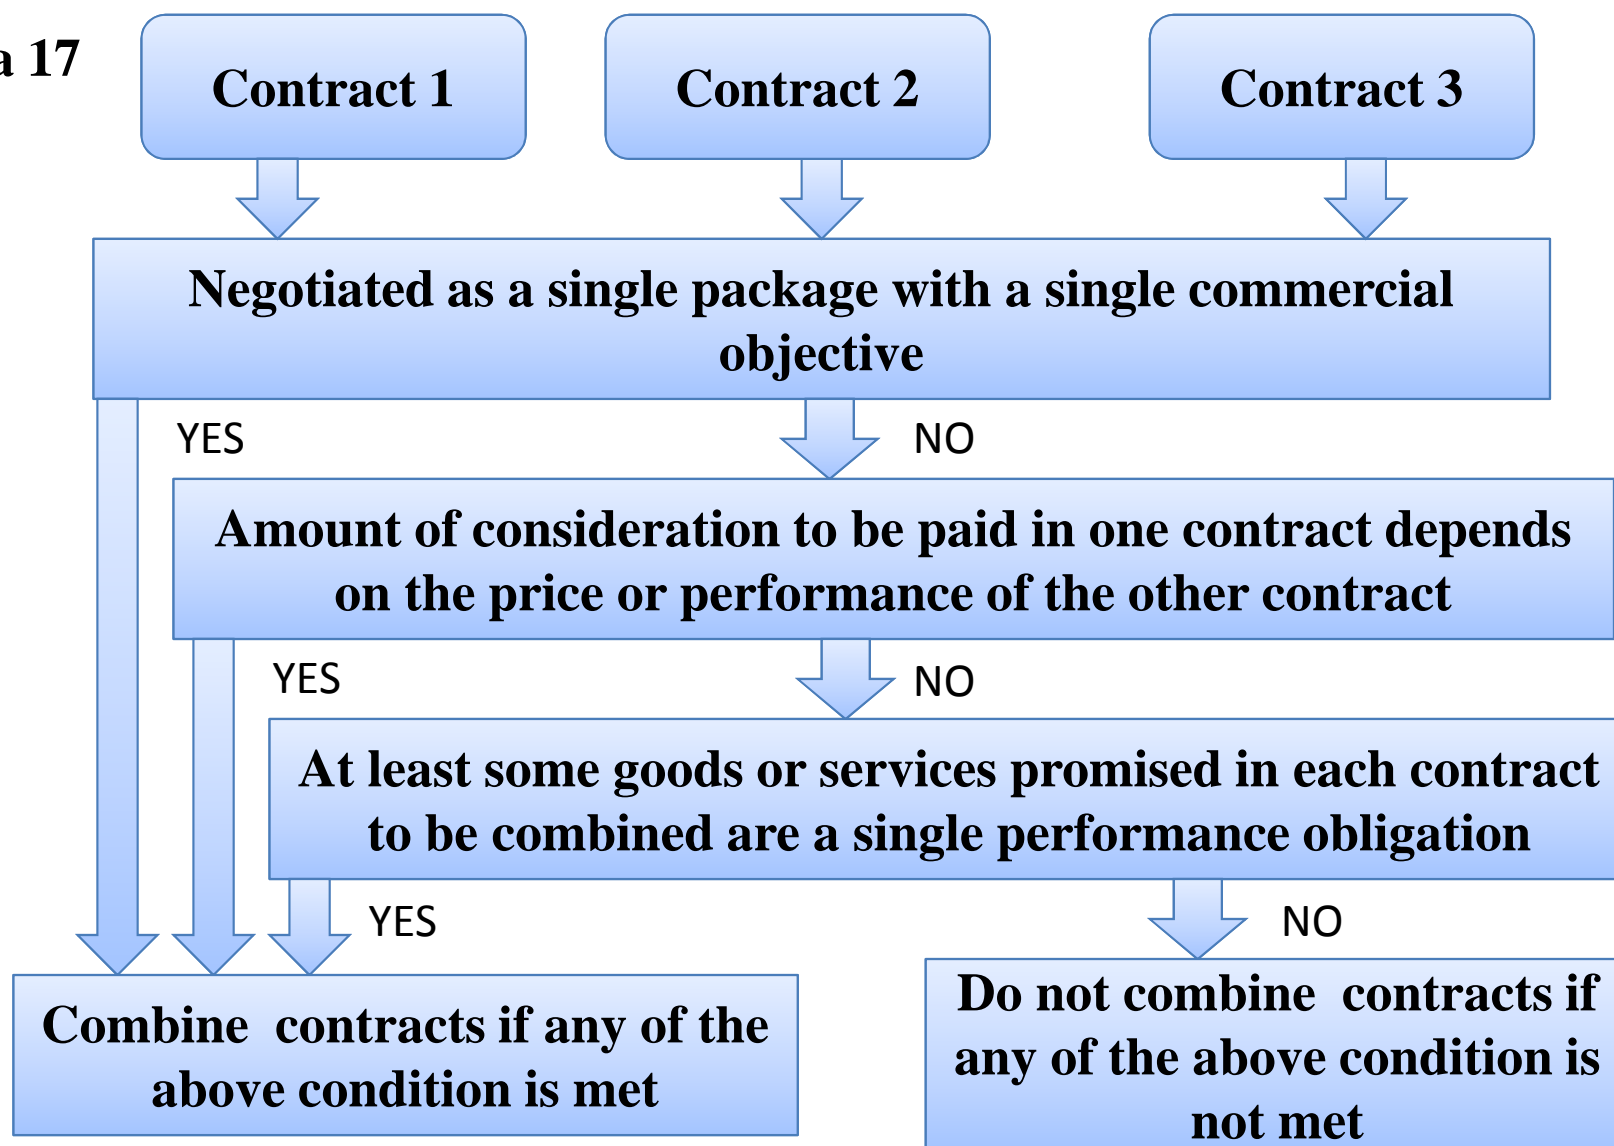 a 17
Contract 1
Contract 2
Contract 3
Negotiated as a single package with a single commercial
objective
YES
NO
Amount of consideration to be paid in one contract depends
on the price or performance of the other contract
YES
NO
At least some goods or services promised in each contract
to be combined are a single performance obligation
YES
NO
Combine contracts if any of the
above condition is met
Do not combine contracts if
any of the above condition is
not met